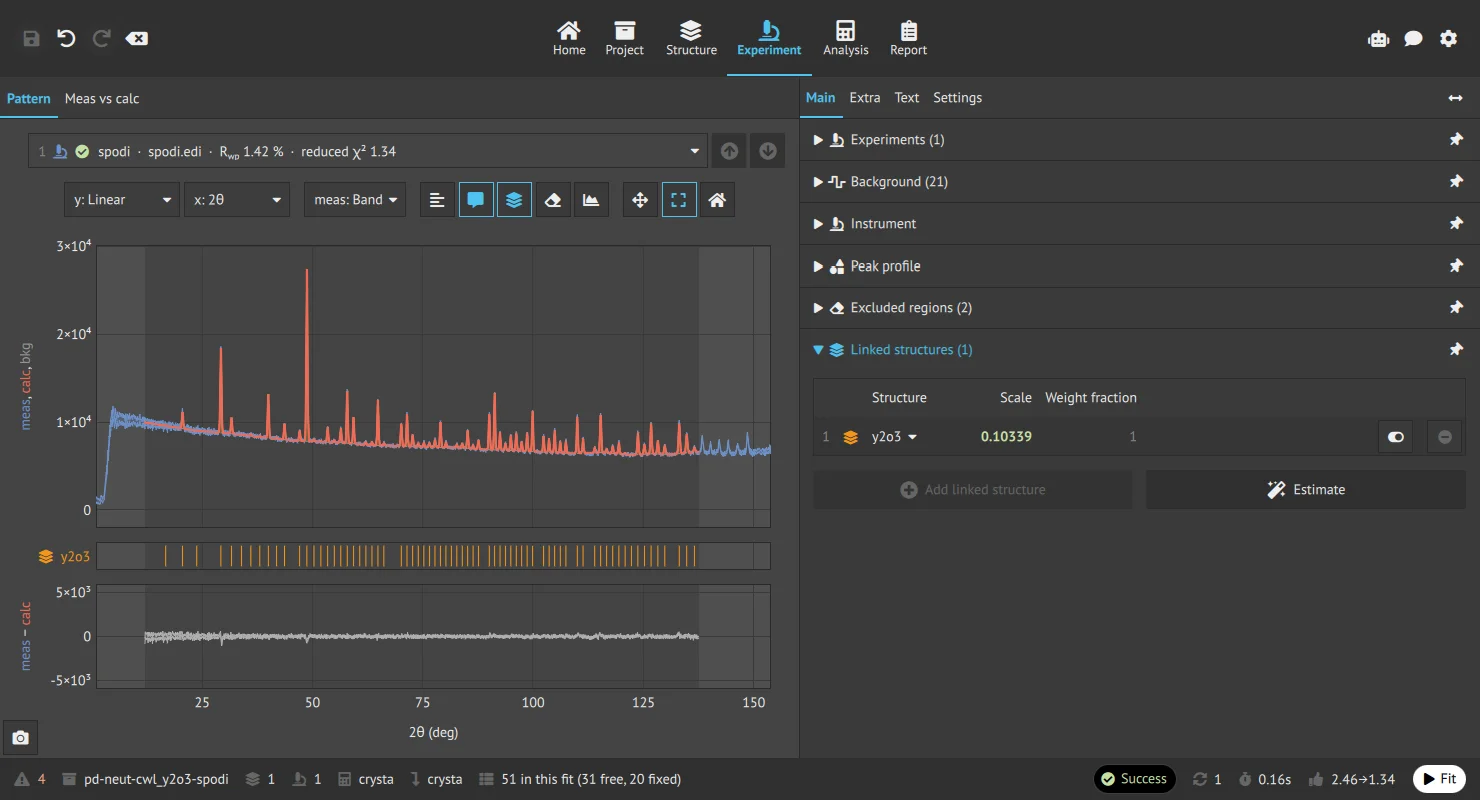 Home Project Structure Experiment Analysis Report
Pattern Meas vs calc
Main Extra Text Settings
1 spodi · spodi.edi · Rwp 1.42 % · reduced χ² 1.34
y: Linear x: 2θ meas: Band
3×10⁴
2×10⁴
1×10⁴
0
meas, calc, bkg
y2o3
5×10³
0
-5×10³
meas − calc
25 50 75 100 125 150
2θ (deg)
Experiments (1)
Background (21)
Instrument
Peak profile
Excluded regions (2)
Linked structures (1)
Structure Scale Weight fraction
1 y2o3 0.10339 1
Add linked structure Estimate
4 pd-neut-cwl_y2o3-spodi 1 1 crysta crysta 51 in this fit (31 free, 20 fixed) Success 1 0.16s 2.46→1.34 Fit